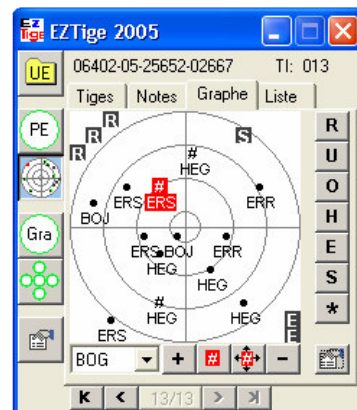 EZ Tige EZTige 2005
UE 06402-05-25652-02667 TI: 013
Tiges Notes Graphe Liste
PE
Gra
R
U
O
H
E
S
*
R
R
R
S
# HEG
# ERS
ERS
ERR
BOJ
ERS
BOJ
ERR
HEG
HEG
# HEG
HEG
ERS
E
E
BOG + # # -
13/13